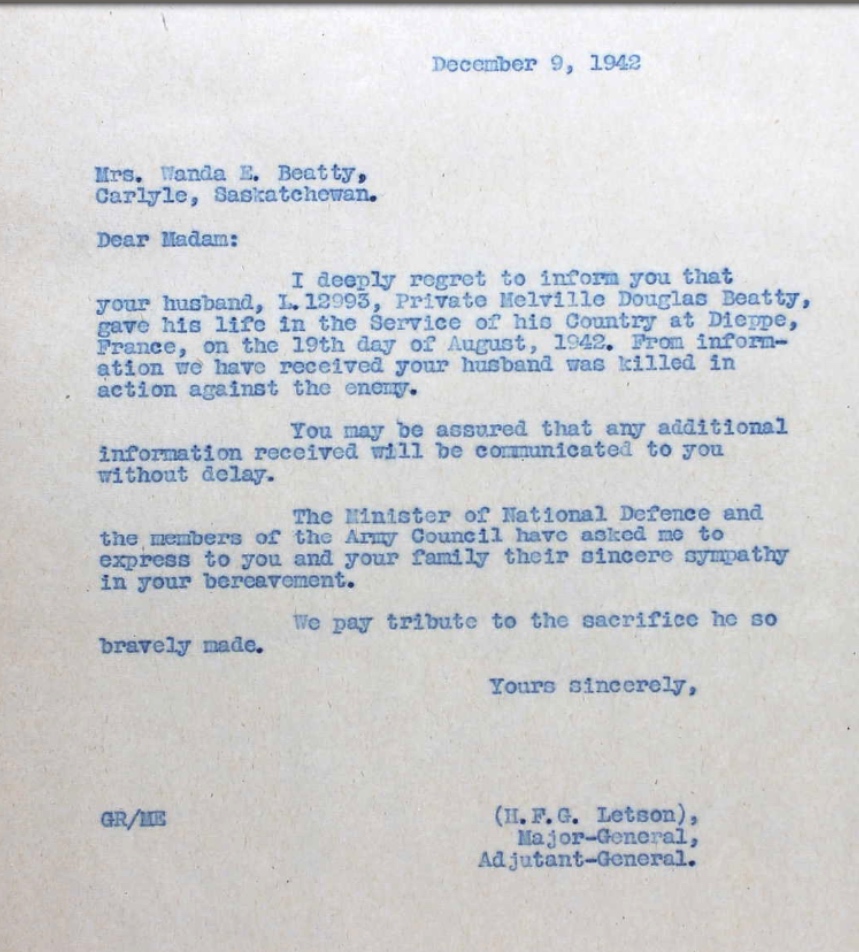 December 9, 1942
Mrs. Wanda E. Beatty,
Carlyle, Saskatchewan.
Dear Madam:
I deeply regret to inform you that
your husband, L.12993, Private Melville Douglas Beatty,
gave his life in the Service of his Country at Dieppe,
France, on the 19th day of August, 1942. From inform-
ation we have received your husband was killed in
action against the enemy.
You may be assured that any additional
information received will be communicated to you
without delay.
The Minister of National Defence and
the members of the Army Council have asked me to
express to you and your family their sincere sympathy
in your bereavement.
We pay tribute to the sacrifice he so
bravely made.
Yours sincerely,
GR/ME
(H.F.G. Letson),
Major-General,
Adjutant-General.